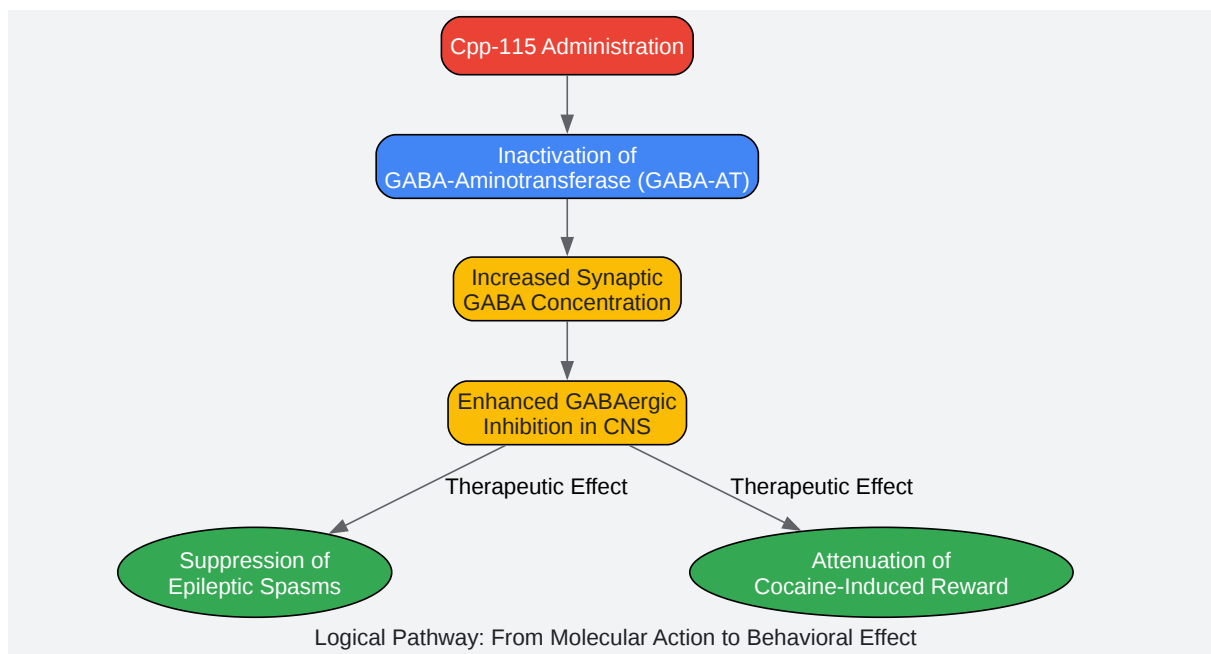 Cpp-115 Administration
Inactivation of
GABA-Aminotransferase (GABA-AT)
Increased Synaptic
GABA Concentration
Enhanced GABAergic
Inhibition in CNS
Therapeutic Effect
Therapeutic Effect
Suppression of
Epileptic Spasms
Attenuation of
Cocaine-Induced Reward
Logical Pathway: From Molecular Action to Behavioral Effect